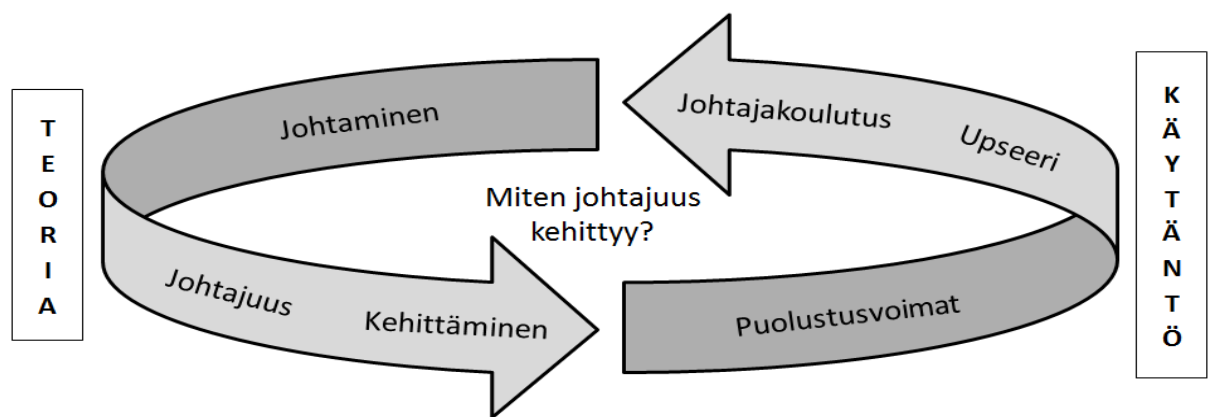 TEORIA
Johtaminen
Johtajuus
Kehittäminen
Miten johtajuus
kehittyy?
Johtajakoulutus
Upseeri
Puolustusvoimat
KÄYTÄNTÖ